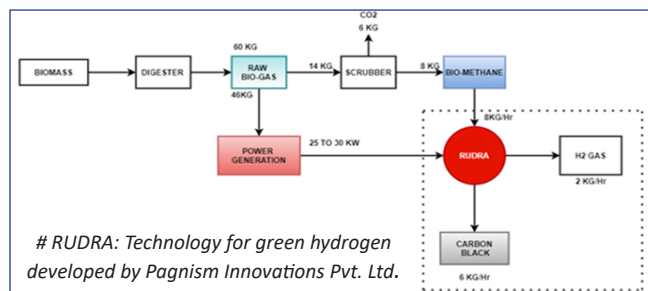 CO2
6 KG
60 KG
BIOMASS
DIGESTER
RAW
BIO-GAS
14 KG
SCRUBBER
8 KG
BIO-METHANE
46KG
8KG/Hr
POWER
GENERATION
25 TO 30 KW
RUDRA
H2 GAS
2 KG/Hr
CARBON
BLACK
6 KG/Hr
# RUDRA: Technology for green hydrogen
developed by Pagnism Innovations Pvt. Ltd.